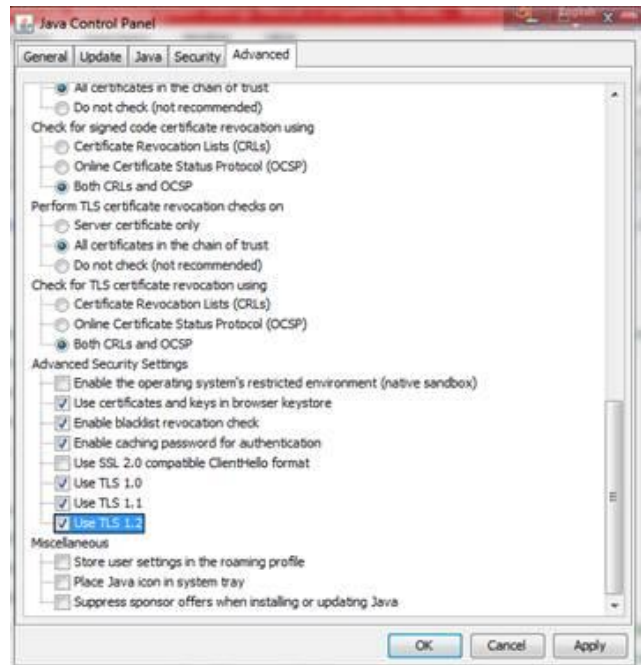 Java Control Panel
General Update Java Security Advanced
All certificates in the chain of trust
Do not check (not recommended)
Check for signed code certificate revocation using
Certificate Revocation Lists (CRLs)
Online Certificate Status Protocol (OCSP)
Both CRLs and OCSP
Perform TLS certificate revocation checks on
Server certificate only
All certificates in the chain of trust
Do not check (not recommended)
Check for TLS certificate revocation using
Certificate Revocation Lists (CRLs)
Online Certificate Status Protocol (OCSP)
Both CRLs and OCSP
Advanced Security Settings
Enable the operating system's restricted environment (native sandbox)
Use certificates and keys in browser keystore
Enable blacklist revocation check
Enable caching password for authentication
Use SSL 2.0 compatible ClientHello format
Use TLS 1.0
Use TLS 1.1
Use TLS 1.2
Miscellaneous
Store user settings in the roaming profile
Place Java icon in system tray
Suppress sponsor offers when installing or updating Java
OK Cancel Apply